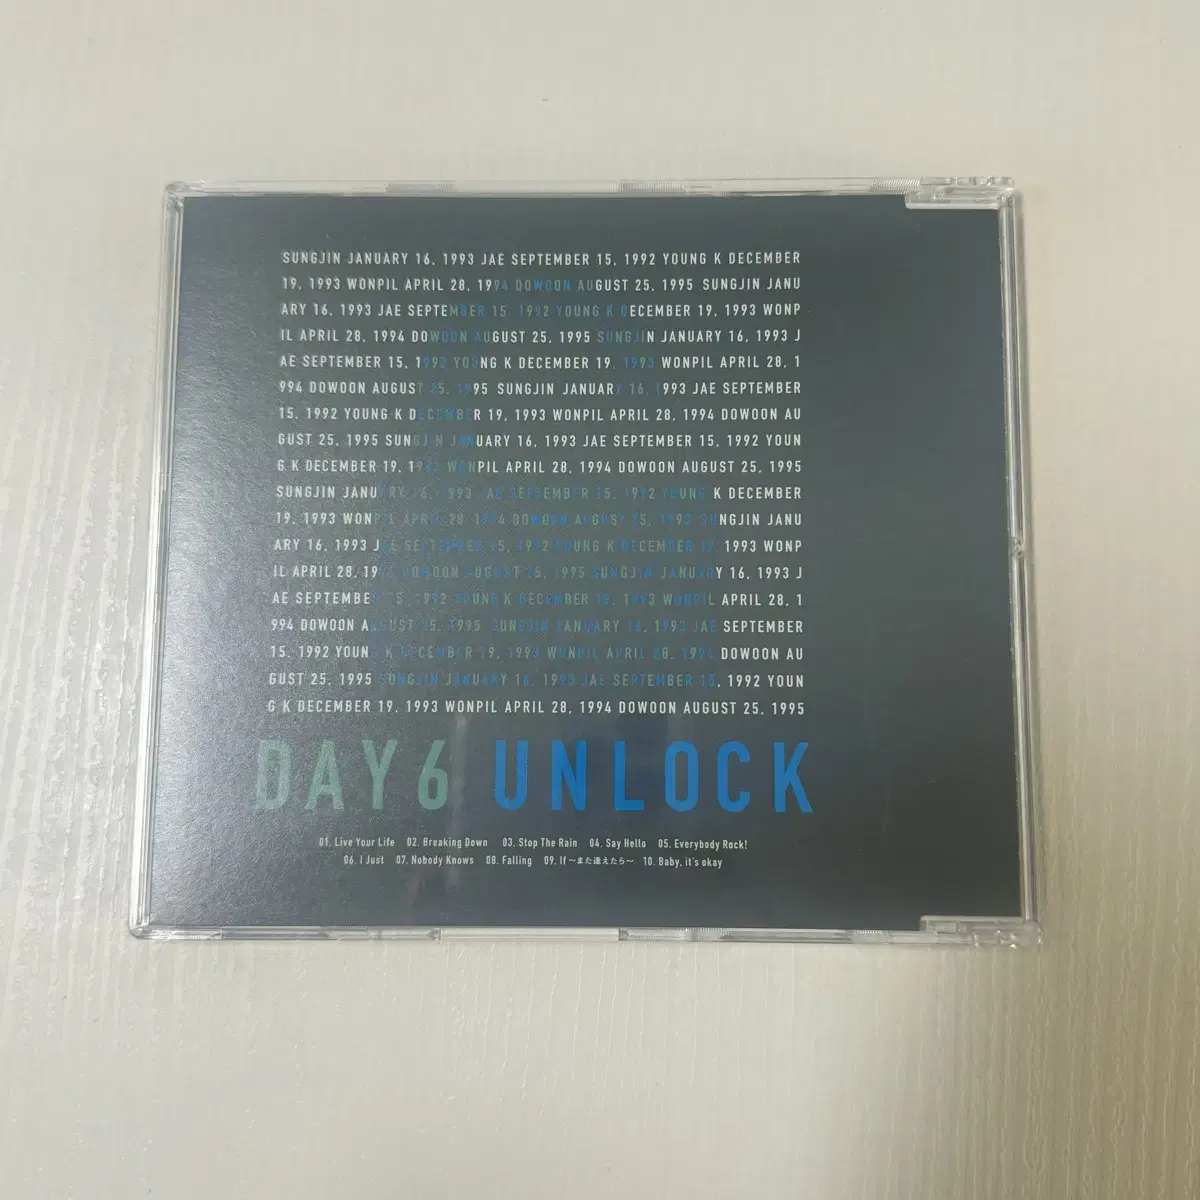 SUNGJIN JANUARY 16, 1993 JAE SEPTEMBER 15, 1992 YOUNG K DECEMBER
19, 1993 WONPIL APRIL 28, 1994 DOWOON AUGUST 25, 1995 SUNGJIN JANU
ARY 16, 1993 JAE SEPTEMBER 15, 1992 YOUNG K DECEMBER 19, 1993 WONP
IL APRIL 28, 1994 DOWOON AUGUST 25, 1995 SUNGJIN JANUARY 16, 1993 J
AE SEPTEMBER 15, 1992 YOUNG K DECEMBER 19, 1993 WONPIL APRIL 28, 1
994 DOWOON AUGUST 25, 1995 SUNGJIN JANUARY 16, 1993 JAE SEPTEMBER
15, 1992 YOUNG K DECEMBER 19, 1993 WONPIL APRIL 28, 1994 DOWOON AU
GUST 25, 1995 SUNGJIN JANUARY 16, 1993 JAE SEPTEMBER 15, 1992 YOUN
G K DECEMBER 19, 1993 WONPIL APRIL 28, 1994 DOWOON AUGUST 25, 1995
SUNGJIN JANUARY 16, 1993 JAE SEPTEMBER 15, 1992 YOUNG K DECEMBER
19, 1993 WONPIL APRIL 28, 1994 DOWOON AUGUST 25, 1995 SUNGJIN JANU
ARY 16, 1993 JAE SEPTEMBER 15, 1992 YOUNG K DECEMBER 19, 1993 WONP
IL APRIL 28, 1994 DOWOON AUGUST 25, 1995 SUNGJIN JANUARY 16, 1993 J
AE SEPTEMBER 15, 1992 YOUNG K DECEMBER 19, 1993 WONPIL APRIL 28, 1
994 DOWOON AUGUST 25, 1995 SUNGJIN JANUARY 16, 1993 JAE SEPTEMBER
15, 1992 YOUNG K DECEMBER 19, 1993 WONPIL APRIL 28, 1994 DOWOON AU
GUST 25, 1995 SUNGJIN JANUARY 16, 1993 JAE SEPTEMBER 15, 1992 YOUN
G K DECEMBER 19, 1993 WONPIL APRIL 28, 1994 DOWOON AUGUST 25, 1995
DAY6 UNLOCK
01. Live Your Life 02. Breaking Down 03. Stop The Rain 04. Say Hello 05. Everybody Rock!
06. I Just 07. Nobody Knows 08. Falling 09. If ～また逢えたら～ 10. Baby, it's okay